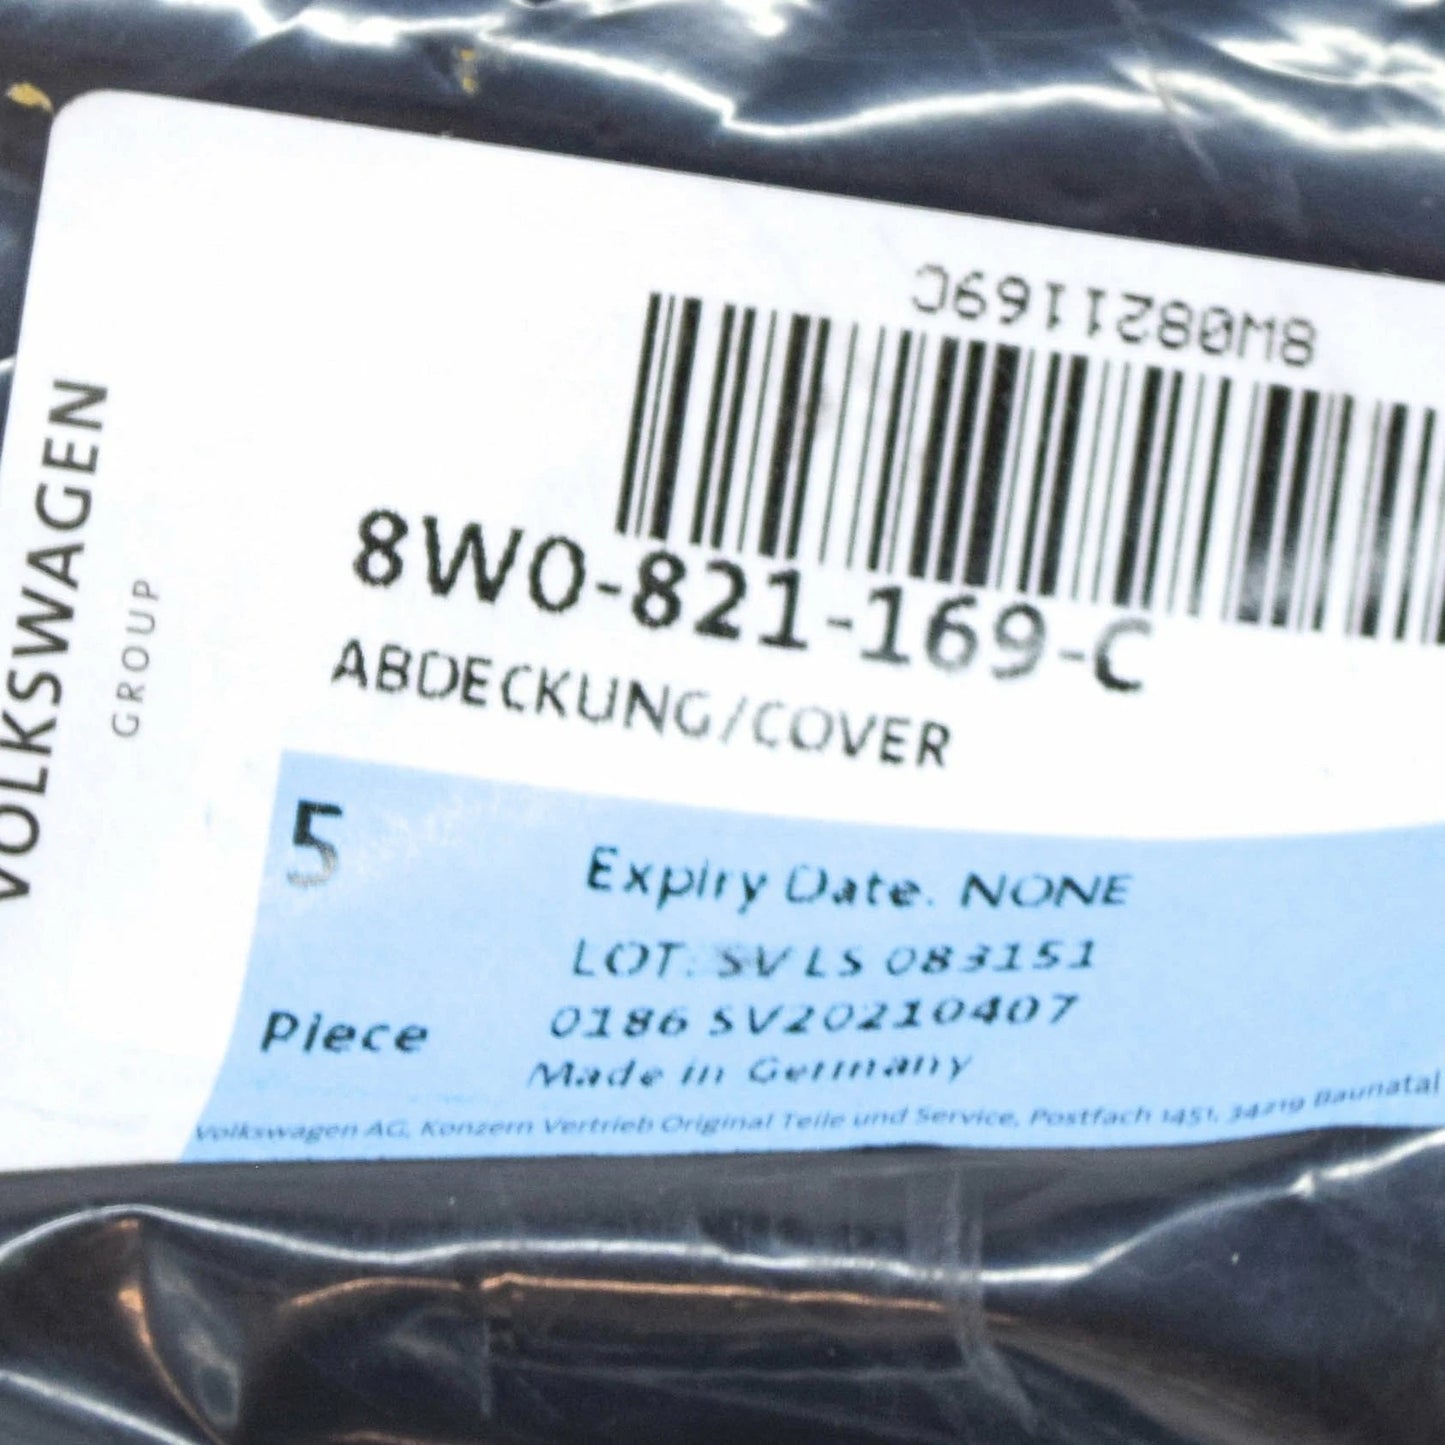 VOLKSWAGEN
GROUP
8W0821169C
8W0-821-169-C
ABDECKUNG/COVER
5
Piece
Expiry Date. NONE
LOT: SV LS 083151
0186 SV20210407
Made in Germany
Volkswagen AG, Konzern Vertrieb Original Teile und Service, Postfach 1451, 34219 Baunatal